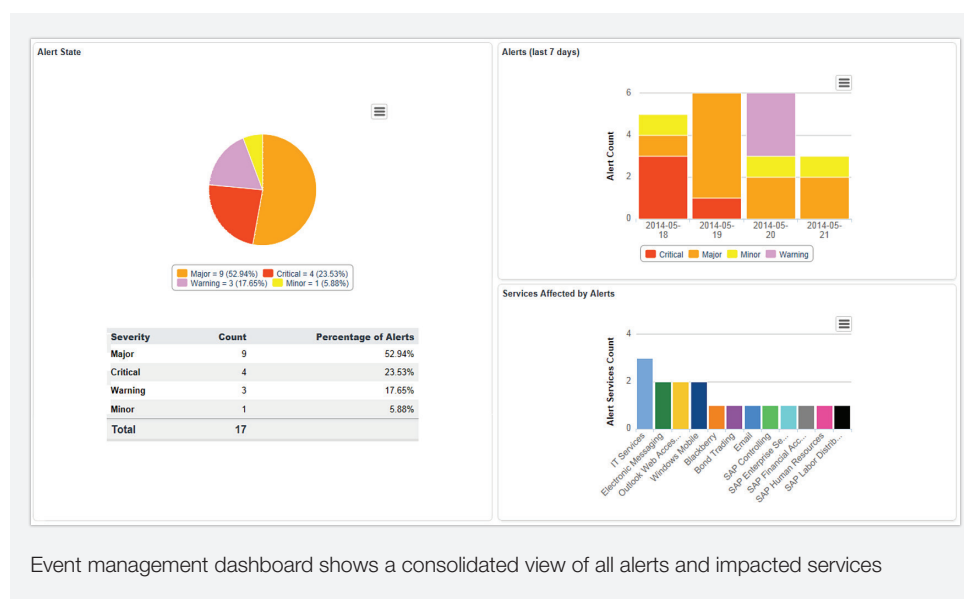 Alert State
Major = 9 (52.94%) Critical = 4 (23.53%)
Warning = 3 (17.65%) Minor = 1 (5.88%)
Severity Count Percentage of Alerts
Major 9 52.94%
Critical 4 23.53%
Warning 3 17.65%
Minor 1 5.88%
Total 17
Alerts (last 7 days)
Alert Count
6
4
2
0
2014-05-18
2014-05-19
2014-05-20
2014-05-21
Critical Major Minor Warning
Services Affected by Alerts
Alert Services Count
4
2
0
IT Services
Electronic Messaging
Outlook Web Acces...
Windows Mobile
Blackberry
Bond Trading
Email
SAP Controlling
SAP Enterprise Se...
SAP Financial Acc...
SAP Human Resources
SAP Labor Distrib...
Event management dashboard shows a consolidated view of all alerts and impacted services